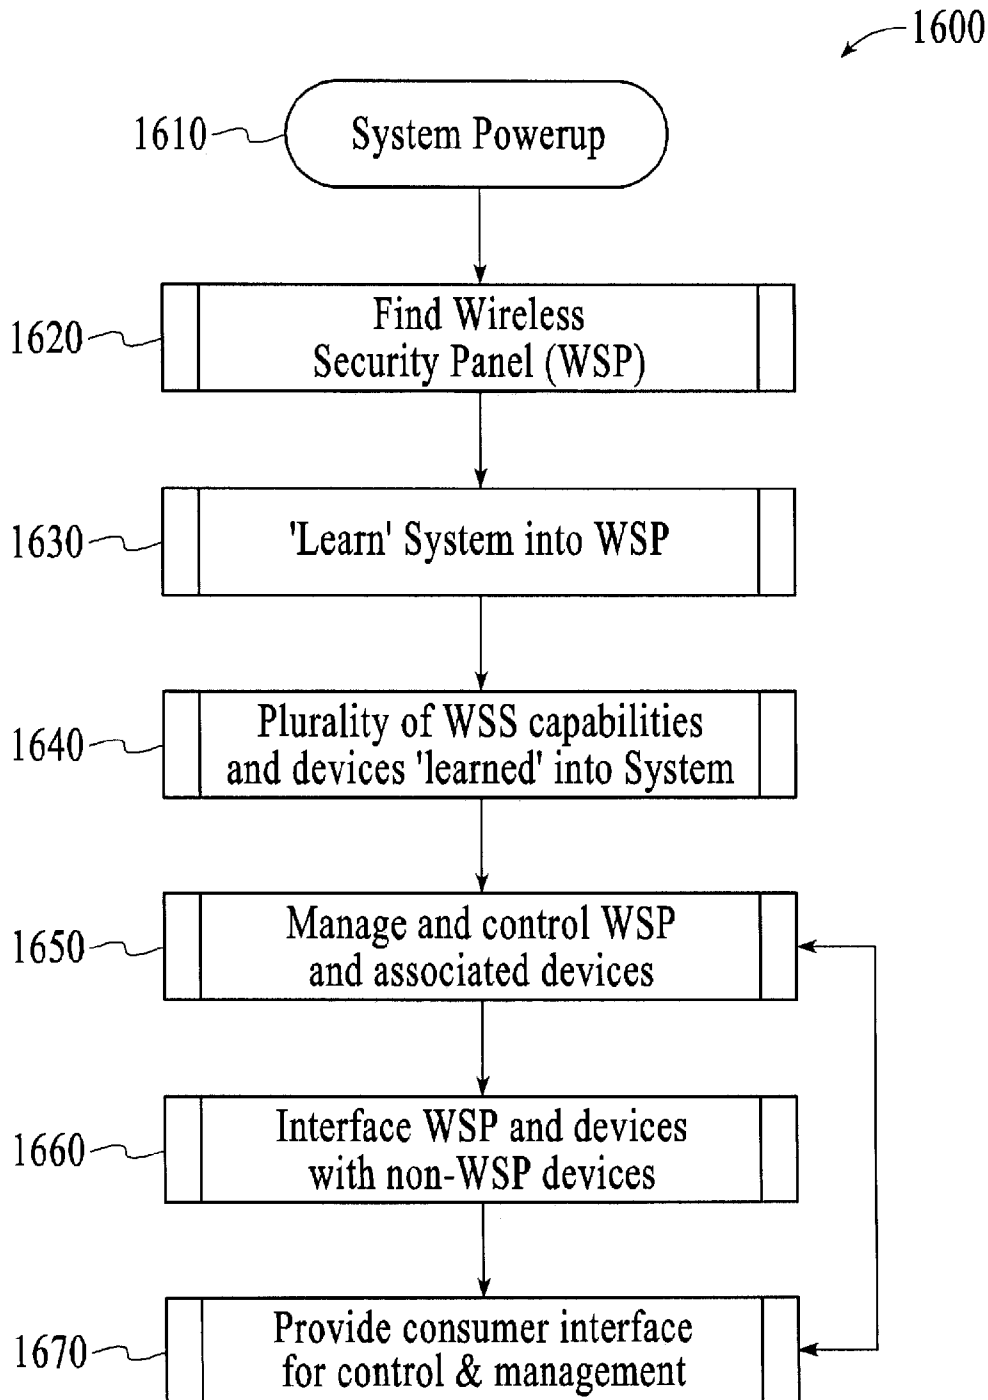 1600
1610
System Powerup
1620
Find Wireless
Security Panel (WSP)
1630
'Learn' System into WSP
1640
Plurality of WSS capabilities
and devices 'learned' into System
1650
Manage and control WSP
and associated devices
1660
Interface WSP and devices
with non-WSP devices
1670
Provide consumer interface
for control & management